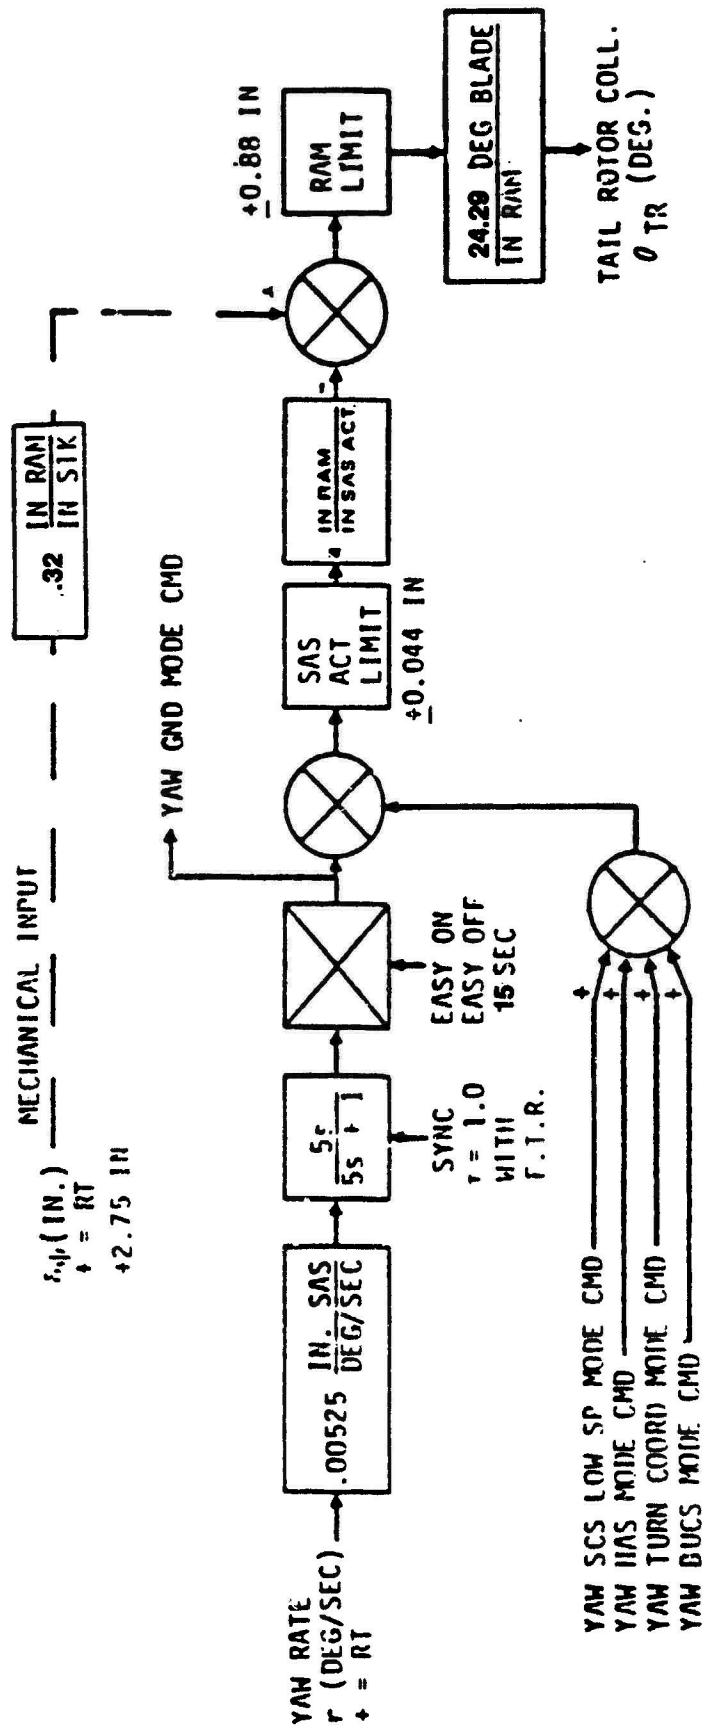 MECHANICAL INPUT
(IN.)
+ = RT
+2.75 IN
.32 IN RAM
IN STK
YAW GND MODE CMD
YAW RATE
r (DEG/SEC)
+ = RT
.00525 IN. SAS
DEG/SEC
5s
5s + 1
SYNC
τ = 1.0
WITH
F.T.R.
EASY ON
EASY OFF
15 SEC
SAS
ACT
LIMIT
+0.044 IN
IN RAM
IN SAS ACT.
-
+0.88 IN
RAM
LIMIT
24.29 DEG BLADE
IN RAM
TAIL ROTOR COLL.
θ TR (DEG.)
YAW SCS LOW SP MODE CMD +
YAW HAS MODE CMD +
YAW TURN COORD MODE CMD +
YAW BUCS MODE CMD +